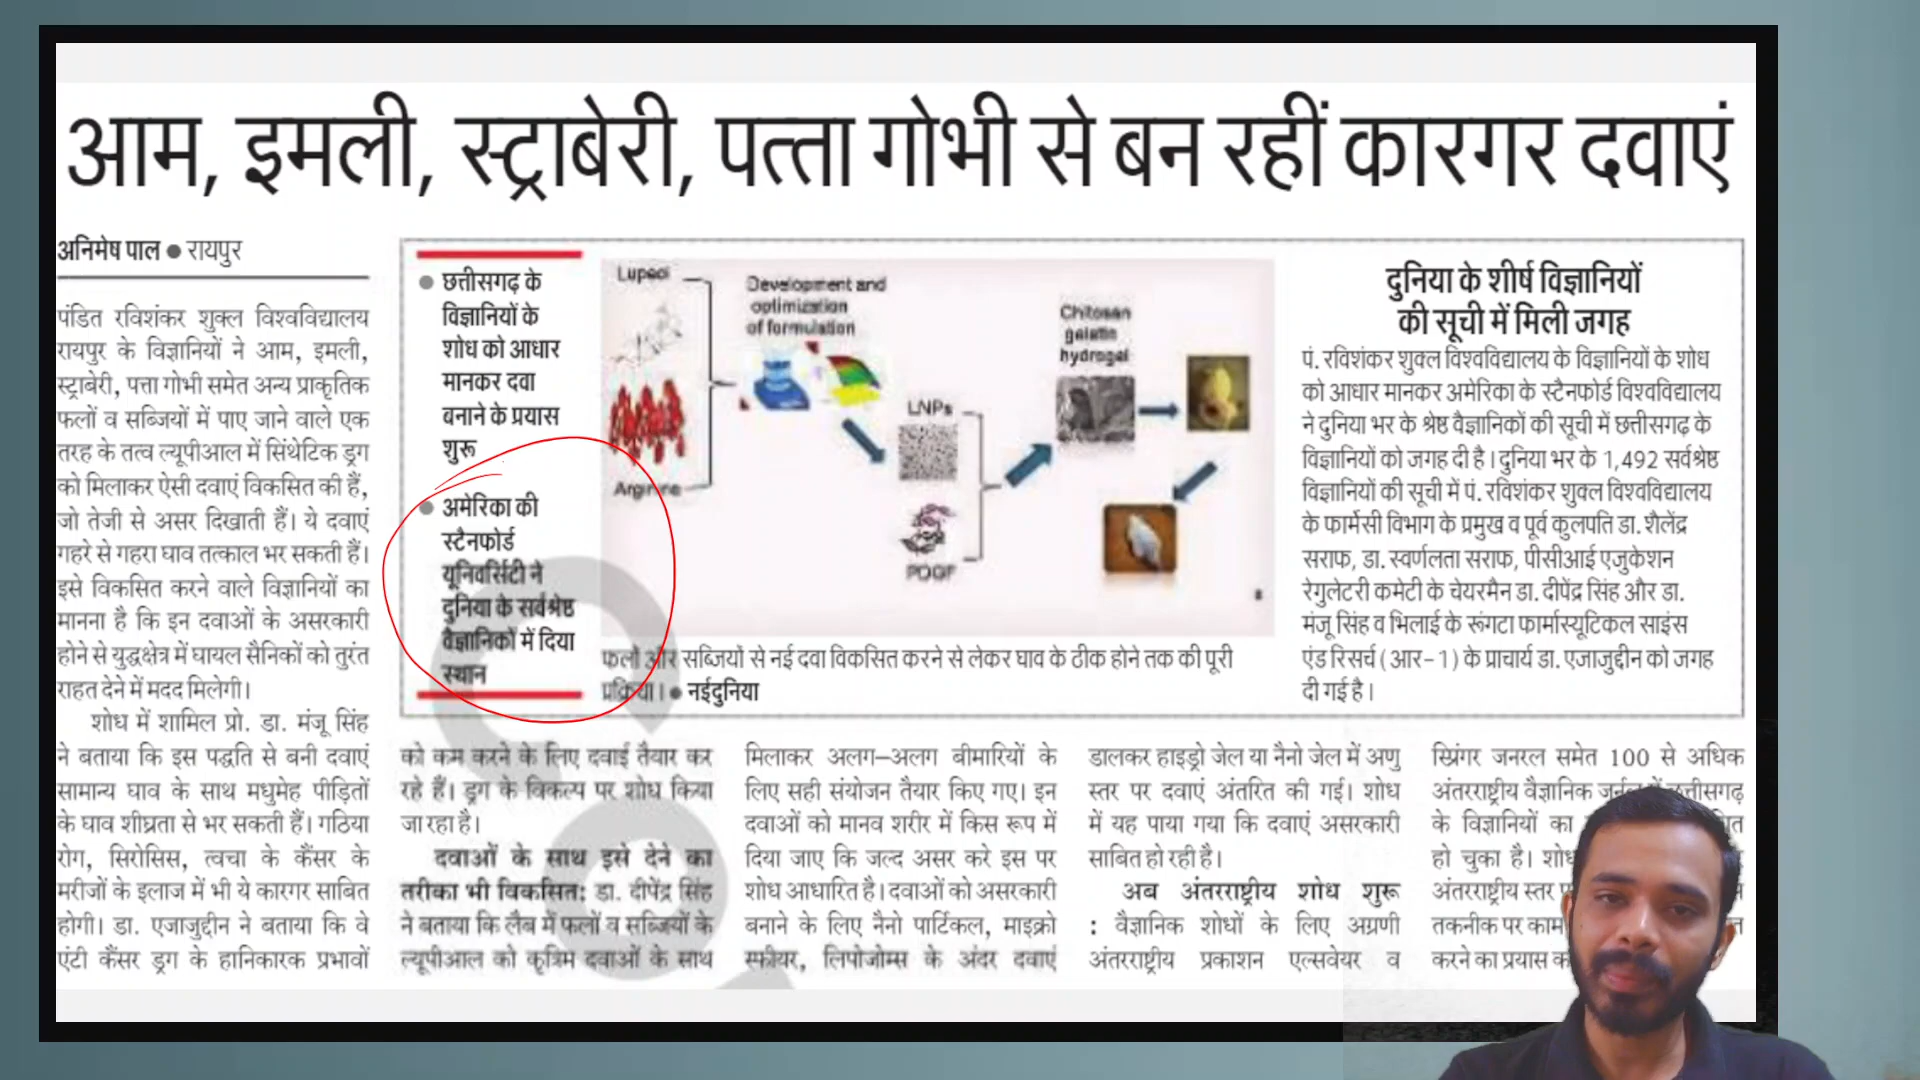 आम, इमली, स्ट्राबेरी, पत्ता गोभी से बन रहीं कारगर दवाएं
अनिमेष पाल ● रायपुर
पंडित रविशंकर शुक्ल विश्वविद्यालय
रायपुर के विज्ञानियों ने आम, इमली,
स्ट्राबेरी, पत्ता गोभी समेत अन्य प्राकृतिक
फलों व सब्जियों में पाए जाने वाले एक
तरह के तत्व ल्यूपीआल में सिंथेटिक ड्रग
को मिलाकर ऐसी दवाएं विकसित की हैं,
जो तेजी से असर दिखाती हैं। ये दवाएं
गहरे से गहरा घाव तत्काल भर सकती हैं।
इसे विकसित करने वाले विज्ञानियों का
मानना है कि इन दवाओं के असरकारी
होने से युद्धक्षेत्र में घायल सैनिकों को तुरंत
राहत देने में मदद मिलेगी।
शोध में शामिल प्रो. डा. मंजू सिंह
ने बताया कि इस पद्धति से बनी दवाएं
सामान्य घाव के साथ मधुमेह पीड़ितों
के घाव शीघ्रता से भर सकती हैं। गठिया
रोग, सिरोसिस, त्वचा के कैंसर के
मरीजों के इलाज में भी ये कारगर साबित
होगी। डा. एजाजुद्दीन ने बताया कि वे
एंटी कैंसर ड्रग के हानिकारक प्रभावों
● छत्तीसगढ़ के
विज्ञानियों के
शोध को आधार
मानकर दवा
बनाने के प्रयास
शुरू
● अमेरिका की
स्टैनफोर्ड
यूनिवर्सिटी ने
दुनिया के सर्वश्रेष्ठ
वैज्ञानिकों में दिया
स्थान
Lupeol
Arginine
Development and
optimization
of formulation
LNPs
PDGF
Chitosan
gelatin
hydrogel
फलों और सब्जियों से नई दवा विकसित करने से लेकर घाव के ठीक होने तक की पूरी
प्रक्रिया। ● नईदुनिया
दुनिया के शीर्ष विज्ञानियों
की सूची में मिली जगह
पं. रविशंकर शुक्ल विश्वविद्यालय के विज्ञानियों के शोध
को आधार मानकर अमेरिका के स्टैनफोर्ड विश्वविद्यालय
ने दुनिया भर के श्रेष्ठ वैज्ञानिकों की सूची में छत्तीसगढ़ के
विज्ञानियों को जगह दी है। दुनिया भर के 1,492 सर्वश्रेष्ठ
विज्ञानियों की सूची में पं. रविशंकर शुक्ल विश्वविद्यालय
के फार्मेसी विभाग के प्रमुख व पूर्व कुलपति डा. शैलेंद्र
सराफ, डा. स्वर्णलता सराफ, पीसीआई एजुकेशन
रेगुलेटरी कमेटी के चेयरमैन डा. दीपेंद्र सिंह और डा.
मंजू सिंह व भिलाई के रूंगटा फार्मास्यूटिकल साइंस
एंड रिसर्च (आर-1) के प्राचार्य डा. एजाजुद्दीन को जगह
दी गई है।
को कम करने के लिए दवाई तैयार कर
रहे हैं। ड्रग के विकल्प पर शोध किया
जा रहा है।
दवाओं के साथ इसे देने का
तरीका भी विकसित: डा. दीपेंद्र सिंह
ने बताया कि लैब में फलों व सब्जियों के
ल्यूपीआल को कृत्रिम दवाओं के साथ
मिलाकर अलग–अलग बीमारियों के
लिए सही संयोजन तैयार किए गए। इन
दवाओं को मानव शरीर में किस रूप में
दिया जाए कि जल्द असर करे इस पर
शोध आधारित है। दवाओं को असरकारी
बनाने के लिए नैनो पार्टिकल, माइक्रो
स्फीयर, लिपोजोम्स के अंदर दवाएं
डालकर हाइड्रो जेल या नैनो जेल में अणु
स्तर पर दवाएं अंतरित की गई। शोध
में यह पाया गया कि दवाएं असरकारी
साबित हो रही है।
अब अंतरराष्ट्रीय शोध शुरू
: वैज्ञानिक शोधों के लिए अग्रणी
अंतरराष्ट्रीय प्रकाशन एल्सवेयर व
स्प्रिंगर जनरल समेत 100 से अधिक
अंतरराष्ट्रीय वैज्ञानिक जर्नल में छत्तीसगढ़
के विज्ञानियों का
हो चुका है।
अंतरराष्ट्रीय स्तर
तकनीक पर काम
करने का प्रयास